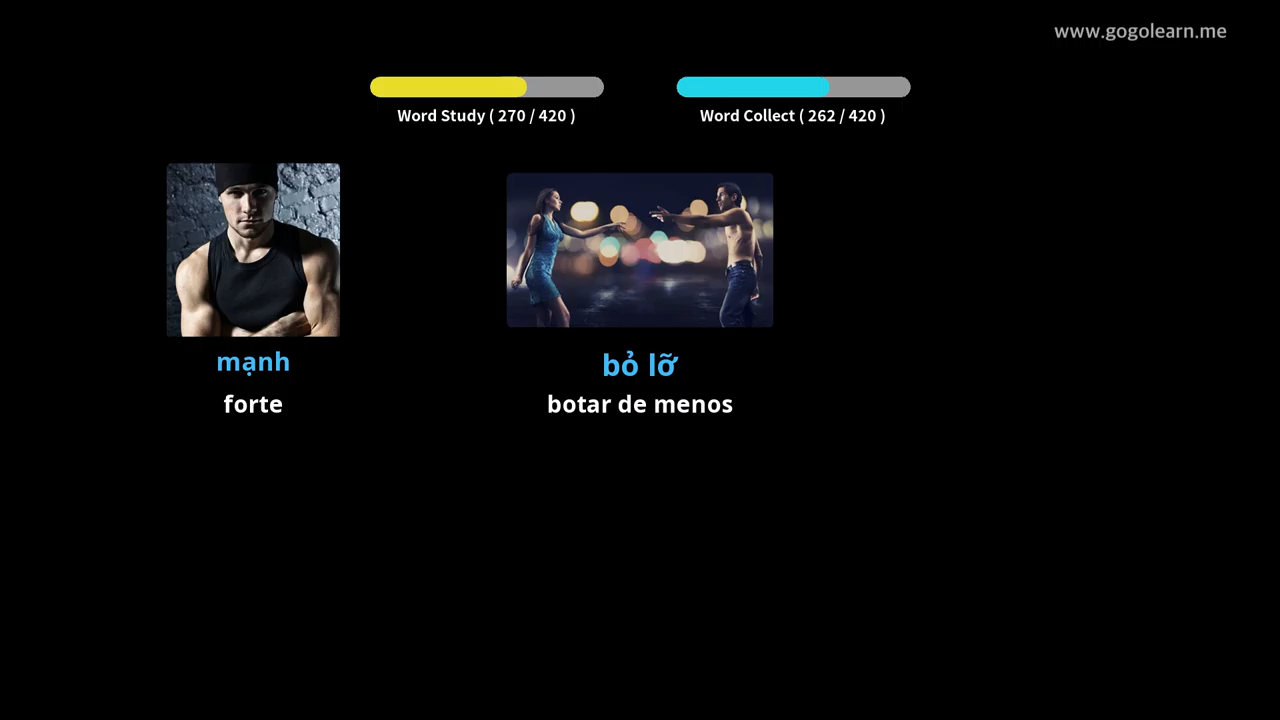 www.gogolearn.me
Word Study ( 270 / 420 )
Word Collect ( 262 / 420 )
mạnh
forte
bỏ lỡ
botar de menos